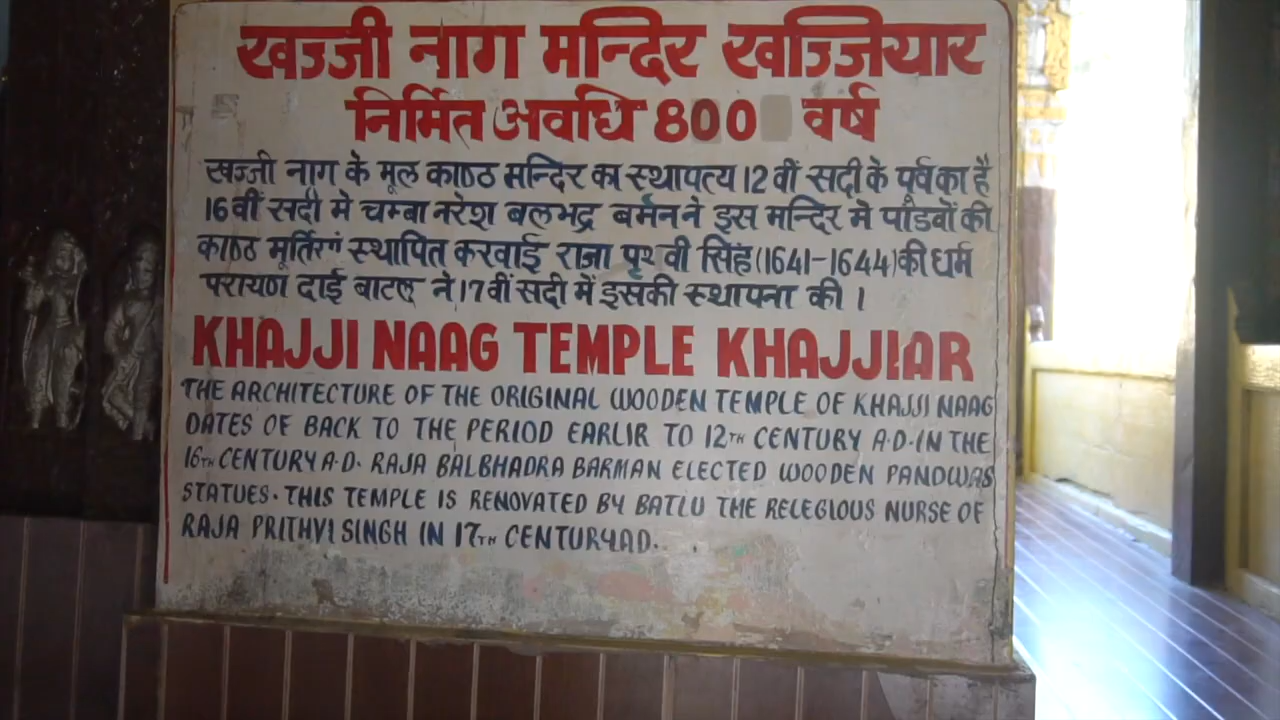 खज्जी नाग मन्दिर खज्जियार
निर्मित अवधि 800 वर्ष
खज्जी नाग के मूल काष्ठ मन्दिर का स्थापत्य 12 वीं सदी के पूर्व का है
16 वीं सदी मे चम्बा नरेश बलभद्र बर्मन ने इस मन्दिर मे पांडवों की
काष्ठ मूर्तियां स्थापित करवाई राजा पृथ्वी सिंह (1641-1644) की धर्म
परायण दाई बाटलू ने 17 वीं सदी में इसकी स्थापना की ।
KHAJJI NAAG TEMPLE KHAJJIAR
THE ARCHITECTURE OF THE ORIGINAL WOODEN TEMPLE OF KHAJJI NAAG
DATES OF BACK TO THE PERIOD EARLIR TO 12TH CENTURY A.D. IN THE
16TH CENTURY A.D. RAJA BALBHADRA BARMAN ELECTED WOODEN PANDWAS
STATUES. THIS TEMPLE IS RENOVATED BY BATLU THE RELEGIOUS NURSE OF
RAJA PRITHVI SINGH IN 17TH CENTURY AD.